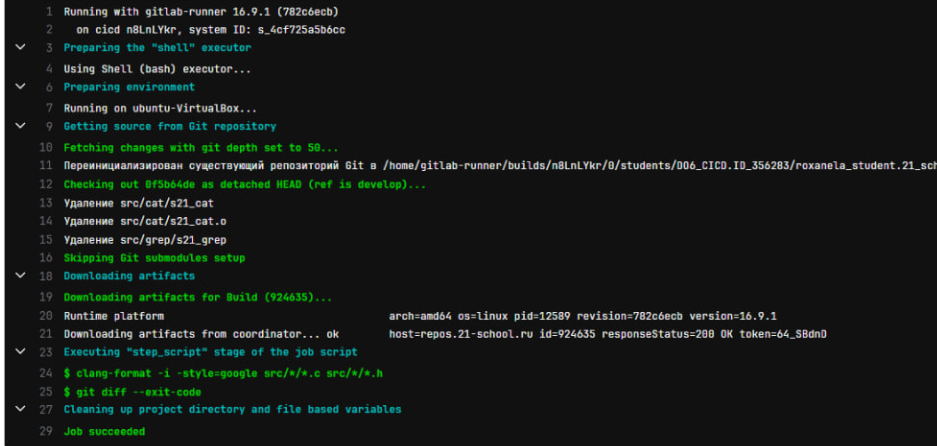 1 Running with gitlab-runner 16.9.1 (782c6ecb)
2 on cicd n8LnLYkr, system ID: s_4cf725a5b6cc
3 Preparing the "shell" executor
4 Using Shell (bash) executor...
6 Preparing environment
7 Running on ubuntu-VirtualBox...
9 Getting source from Git repository
10 Fetching changes with git depth set to 50...
11 Переинициализирован существующий репозиторий Git в /home/gitlab-runner/builds/n8LnLYkr/0/students/DO6_CICD.ID_356283/roxanela_student.21_sch
12 Checking out 0f5b64de as detached HEAD (ref is develop)...
13 Удаление src/cat/s21_cat
14 Удаление src/cat/s21_cat.o
15 Удаление src/grep/s21_grep
16 Skipping Git submodules setup
18 Downloading artifacts
19 Downloading artifacts for Build (924635)...
20 Runtime platform arch=amd64 os=linux pid=12589 revision=782c6ecb version=16.9.1
21 Downloading artifacts from coordinator... ok host=repos.21-school.ru id=924635 responseStatus=200 OK token=64_SBdnD
23 Executing "step_script" stage of the job script
24 $ clang-format -i -style=google src/*/*.c src/*/*.h
25 $ git diff --exit-code
27 Cleaning up project directory and file based variables
29 Job succeeded